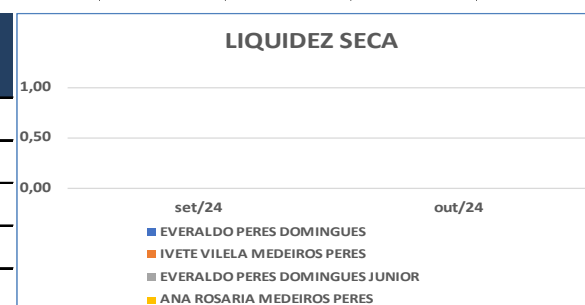 LIQUIDEZ SECA
1,00
0,50
0,00
set/24 out/24
EVERALDO PERES DOMINGUES
IVETE VILELA MEDEIROS PERES
EVERALDO PERES DOMINGUES JUNIOR
ANA ROSARIA MEDEIROS PERES